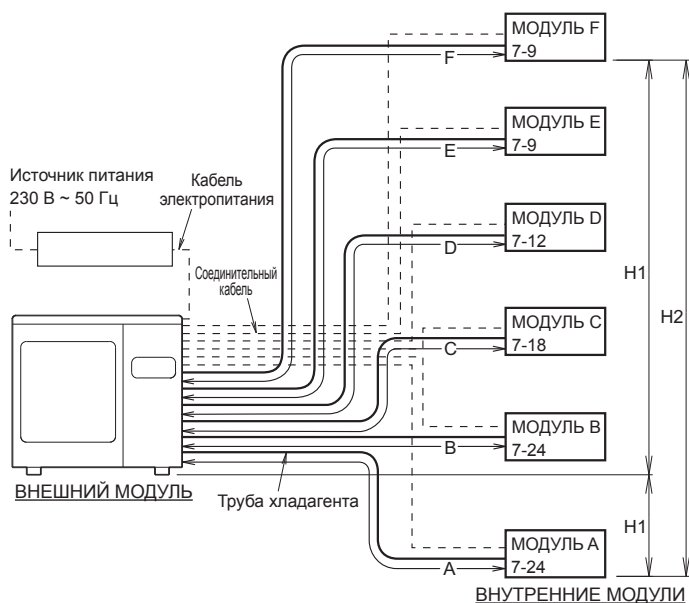 МОДУЛЬ F
7-9
F
МОДУЛЬ E
7-9
E
Источник питания
230 В ~ 50 Гц
Кабель
электропитания
МОДУЛЬ D
7-12
D
Соединительный
кабель
H1
H2
МОДУЛЬ C
7-18
C
МОДУЛЬ B
7-24
B
ВНЕШНИЙ МОДУЛЬ
Труба хладагента
H1
МОДУЛЬ A
7-24
A
ВНУТРЕННИЕ МОДУЛИ